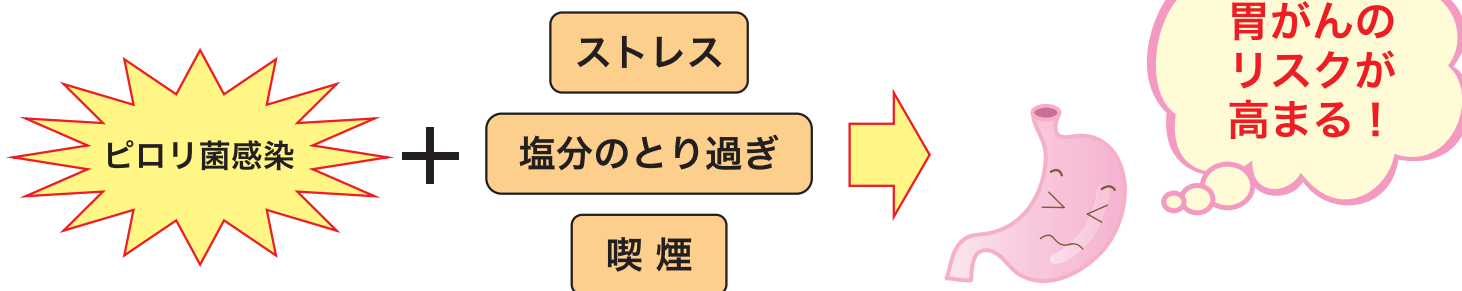 ピロリ菌感染
＋
ストレス
塩分のとり過ぎ
喫 煙
胃がんの
リスクが
高まる！